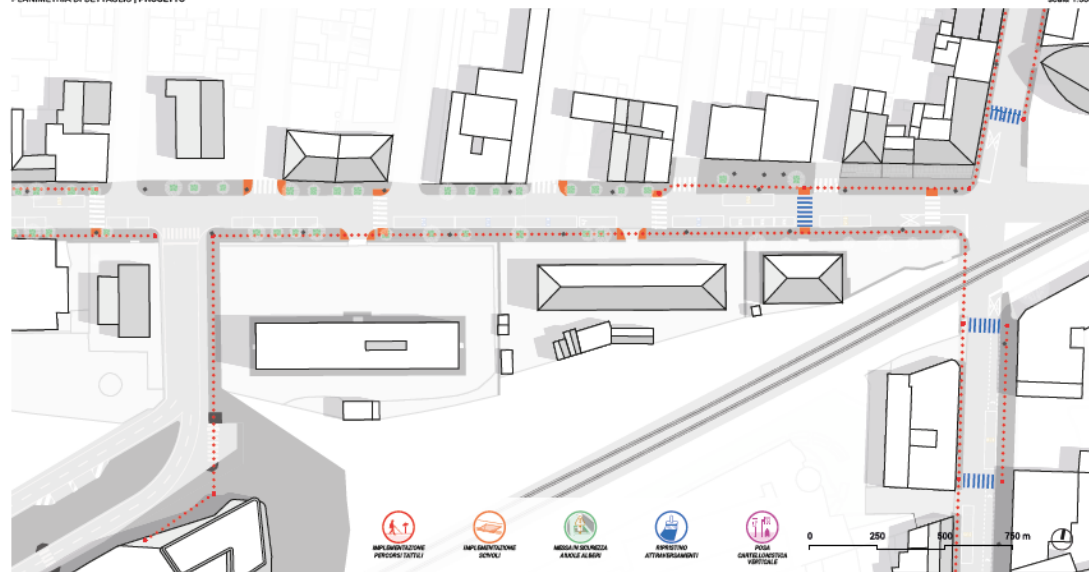 PLANIMETRIA DI DETTAGLIO | PROGETTO
IMPLEMENTAZIONE
PERCORSI TATTILI
IMPLEMENTAZIONE
SCIVOLI
MESSA IN SICUREZZA
AIUOLE ALBERI
RIPRISTINO
ATTRAVERSAMENTI
POSA
CARTELLONISTICA
VERTICALE
0 250 500 750 m